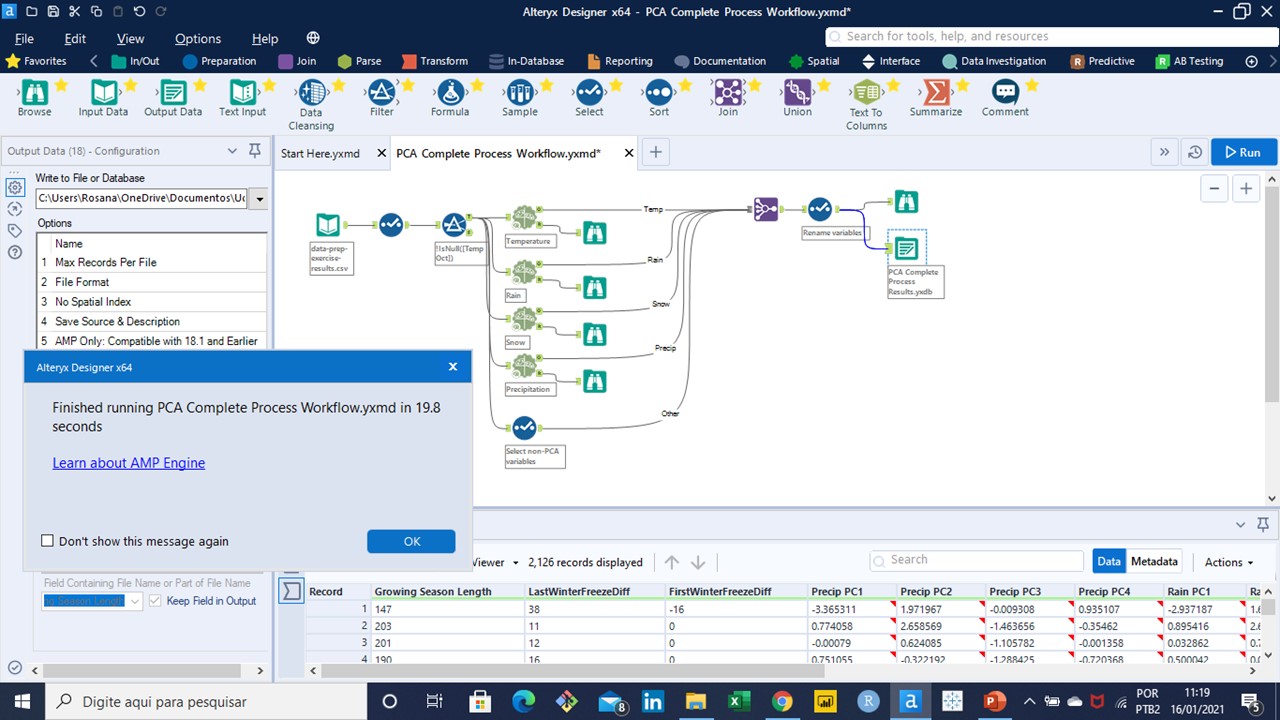 Alteryx Designer x64 - PCA Complete Process Workflow.yxmd*
File Edit View Options Help
Search for tools, help, and resources
Favorites In/Out Preparation Join Parse Transform In-Database Reporting Documentation Spatial Interface Data Investigation Predictive AB Testing
Browse Input Data Output Data Text Input Data Cleansing Filter Formula Sample Select Sort Join Union Text To Columns Summarize Comment
Output Data (18) - Configuration
Start Here.yxmd
PCA Complete Process Workflow.yxmd*
Run
Write to File or Database
C:\Users\Rosana\OneDrive\Documentos\Uc
Options
Name
1 Max Records Per File
2 File Format
3 No Spatial Index
4 Save Source & Description
5 AMP Only: Compatible with 18.1 and Earlier
data-prep-
exercise-
results.csv
!IsNull([Temp
Oct])
Temperature
Rain
Snow
Precipitation
Select non-PCA
variables
Temp
Rain
Snow
Precip
Other
Rename variables
PCA Complete
Process
Results.yxdb
Alteryx Designer x64
Finished running PCA Complete Process Workflow.yxmd in 19.8
seconds
Learn about AMP Engine
Don't show this message again
OK
Field Containing File Name or Part of File Name
ng Season Length
Keep Field in Output
Viewer 2,126 records displayed
Search
Data Metadata Actions
Record Growing Season Length LastWinterFreezeDiff FirstWinterFreezeDiff Precip PC1 Precip PC2 Precip PC3 Precip PC4 Rain PC1 Ra
1 147 38 -16 -3.365311 1.971967 -0.009308 0.935107 -2.937187 1.6
2 203 11 0 0.774058 2.658569 -1.463656 -0.35462 0.895416 2.6
3 201 12 0 -0.00079 0.624085 -1.105782 -0.001358 0.032862 0.7
4 190 16 0 0.751055 -0.322192 -1.288425 -0.720368 0.500042
Digite aqui para pesquisar
8
POR
PTB2
11:19
16/01/2021
5